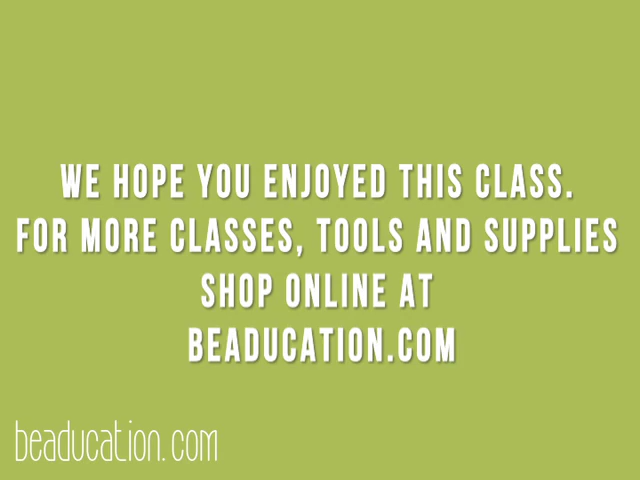 WE HOPE YOU ENJOYED THIS CLASS.
FOR MORE CLASSES, TOOLS AND SUPPLIES
SHOP ONLINE AT
BEADUCATION.COM
beaducation.com